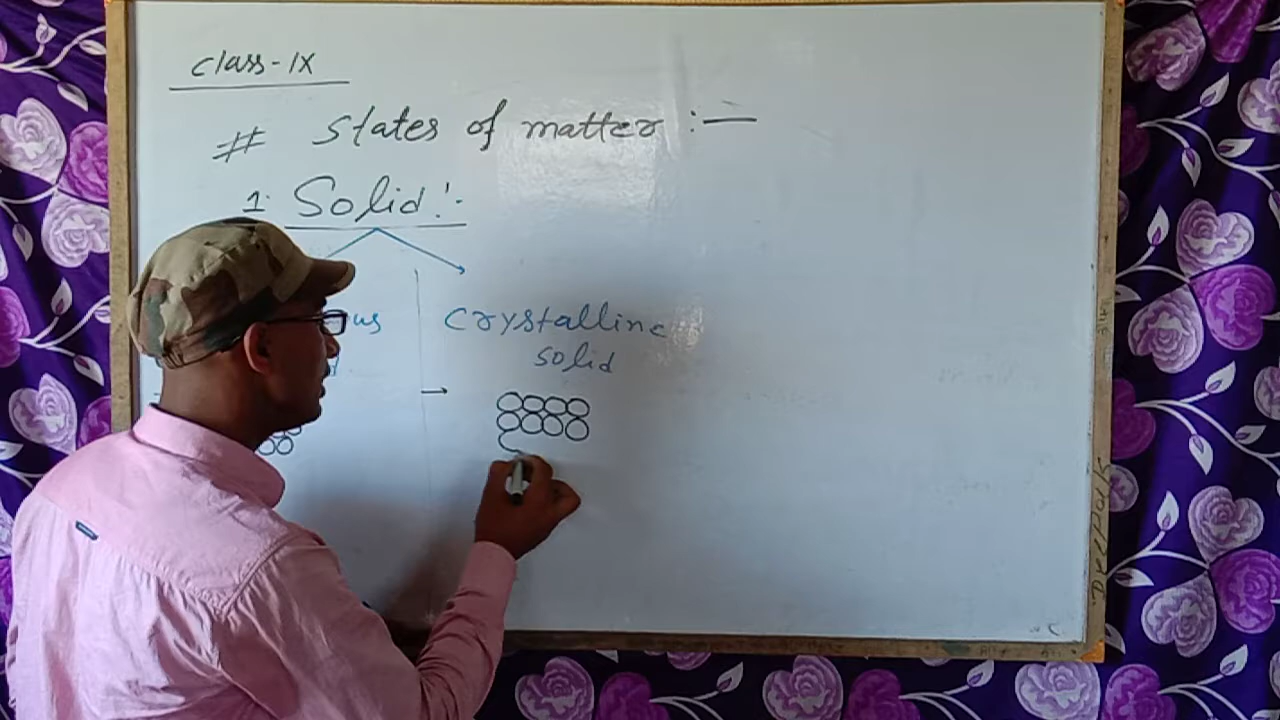 class-IX
# States of matter :—
1. Solid :-
crystalline
solid